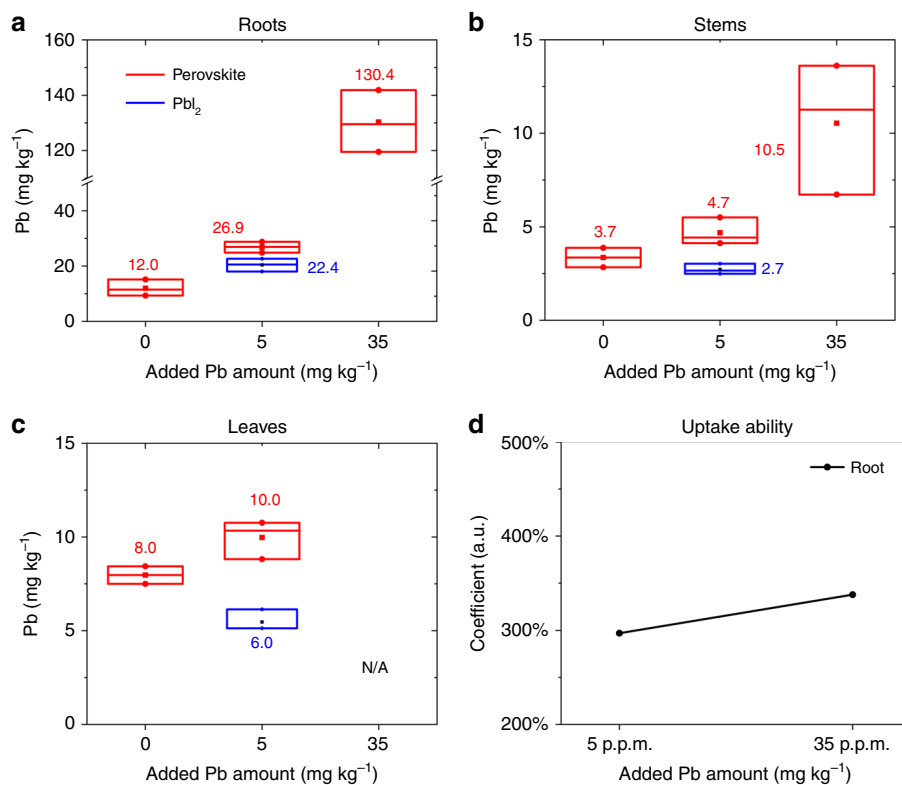 a
Roots
160
140
120
40
20
0
Pb (mg kg⁻¹)
Perovskite
PbI₂
12.0
26.9
22.4
130.4
0
5
35
Added Pb amount (mg kg⁻¹)
b
Stems
15
10
5
0
Pb (mg kg⁻¹)
3.7
4.7
2.7
10.5
0
5
35
Added Pb amount (mg kg⁻¹)
c
Leaves
15
10
5
0
Pb (mg kg⁻¹)
8.0
10.0
6.0
N/A
0
5
35
Added Pb amount (mg kg⁻¹)
d
Uptake ability
500%
400%
300%
200%
Coefficient (a.u.)
Root
5 p.p.m.
35 p.p.m.
Added Pb amount (mg kg⁻¹)